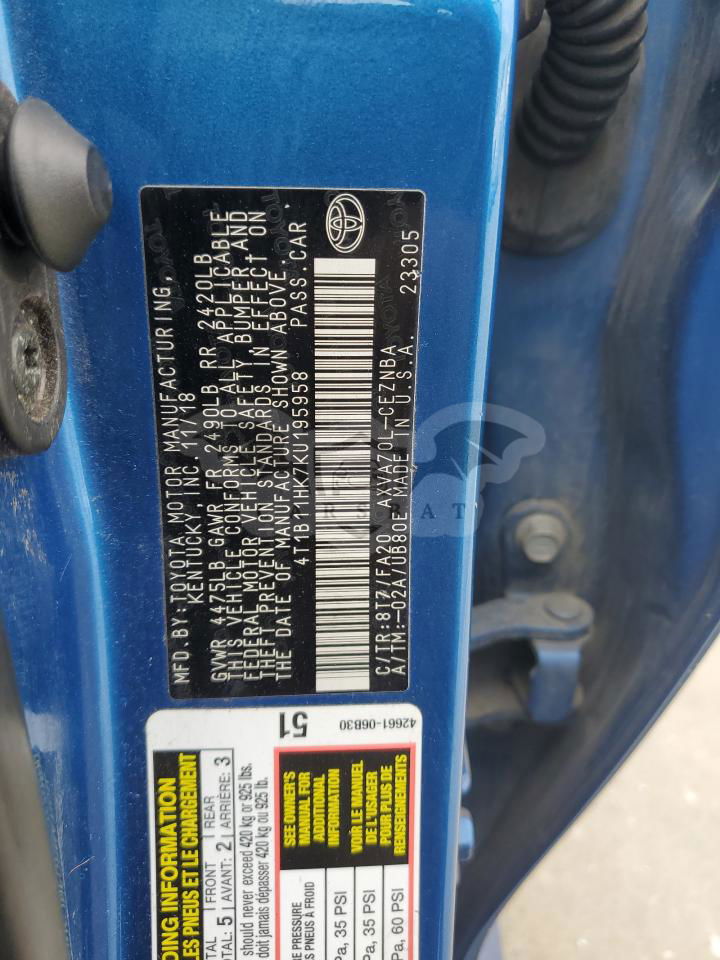 MFD.BY:TOYOTA MOTOR MANUFACTURING,
KENTUCKY, INC. 11/18
GVWR 4475LB GAWR FR 2490LB RR 2420LB
THIS VEHICLE CONFORMS TO ALL APPLICABLE
FEDERAL MOTOR VEHICLE SAFETY, BUMPER AND
THEFT PREVENTION STANDARDS IN EFFECT ON
THE DATE OF MANUFACTURE SHOWN ABOVE.
4T1B11HK7KU195958 PASS.CAR
C/TR:8T7/FA20 AXVA70L-CEZNBA
A/TM:-02A/UB80E MADE IN U.S.A.
23305
DING INFORMATION
LES PNEUS ET LE CHARGEMENT
TAL FRONT REAR
TOTAL: 5 AVANT: 2 ARRIÈRE: 3
should never exceed 420 kg or 925 lbs.
doit jamais dépasser 420 kg ou 925 lb.
51
42661-06B30
SEE OWNER'S
MANUAL FOR
ADDITIONAL
INFORMATION
VOIR LE MANUEL
DE L'USAGER
POUR PLUS DE
RENSEIGNEMENTS
RE PRESSURE
ES PNEUS À FROID
Pa, 35 PSI
Pa, 35 PSI
Pa, 60 PSI